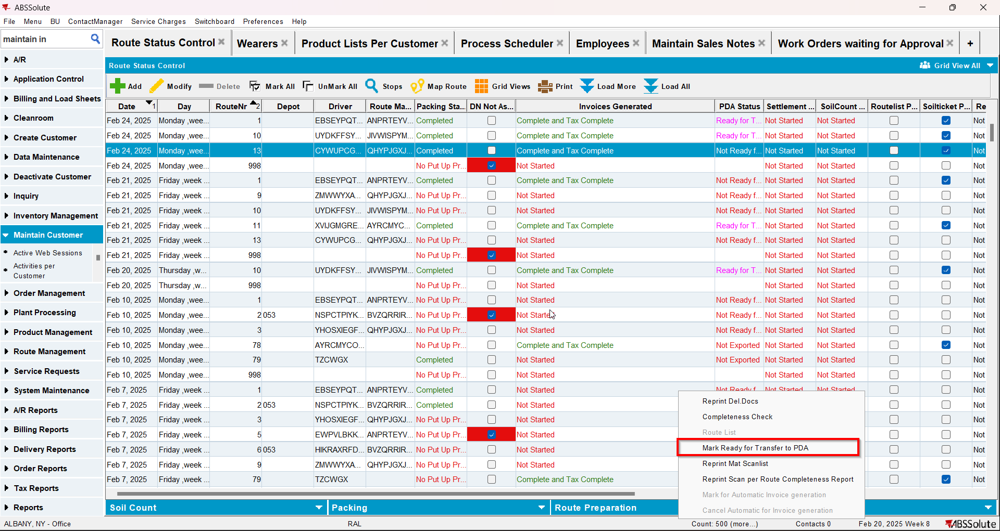 ABSSolute
File Menu BU ContactManager Service Charges Switchboard Preferences Help
maintain in
Route Status Control Wearers Product Lists Per Customer Process Scheduler Employees Maintain Sales Notes Work Orders waiting for Approval +
Route Status Control Grid View All
Add Modify Delete Mark All UnMark All Stops Map Route Grid Views Print Load More Load All
A/R
Application Control
Billing and Load Sheets
Cleanroom
Create Customer
Data Maintenance
Deactivate Customer
Inquiry
Inventory Management
Maintain Customer
Active Web Sessions
Activities per
Customer
Order Management
Plant Processing
Product Management
Route Management
Service Requests
System Maintenance
A/R Reports
Billing Reports
Delivery Reports
Order Reports
Tax Reports
Reports
Date 1 Day RouteNr 2 Depot Driver Route Ma... Packing Sta... DN Not As... Invoices Generated PDA Status Settlement ... SoilCount ... Routelist P... Soilticket P... Re
Feb 24, 2025 Monday ,wee... 1 EBSEYPQT... ANPRTEYV... Completed Complete and Tax Complete Ready for T... Not Started Not Started Not
Feb 24, 2025 Monday ,wee... 10 UYDKFFSY... JIVWISPYM... Completed Complete and Tax Complete Ready for T... Not Started Not Started Not
Feb 24, 2025 Monday ,wee... 13 CYWUPCG... QHYPJGXJ... Completed Complete and Tax Complete Not Ready f... Not Started Not Started Not
Feb 24, 2025 Monday ,wee... 998 No Put Up Pr... Not Started Not Started Not Started Not
Feb 21, 2025 Friday ,week ... 1 EBSEYPQT... ANPRTEYV... Completed Complete and Tax Complete Not Ready f... Not Started Not Started Not
Feb 21, 2025 Friday ,week ... 9 ZMWWYXA... QHYPJGXJ... No Put Up Pr... Not Started Not Ready f... Not Started Not Started Not
Feb 21, 2025 Friday ,week ... 10 UYDKFFSY... JIVWISPYM... No Put Up Pr... Not Started Not Ready f... Not Started Not Started Not
Feb 21, 2025 Friday ,week ... 11 XVIJGMGRE... AYRCMYC... Completed Complete and Tax Complete Ready for T... Not Started Not Started Not
Feb 21, 2025 Friday ,week ... 13 CYWUPCG... QHYPJGXJ... No Put Up Pr... Not Started Not Ready f... Not Started Not Started Not
Feb 21, 2025 Friday ,week ... 998 No Put Up Pr... Not Started Not Started Not Started Not
Feb 20, 2025 Thursday ,w... 10 UYDKFFSY... JIVWISPYM... Completed Complete and Tax Complete Ready for T... Not Started Not Started Not
Feb 20, 2025 Thursday ,w... 998 No Put Up Pr... Not Started Not Started Not Started Not
Feb 10, 2025 Monday ,wee... 1 EBSEYPQT... ANPRTEYV... No Put Up Pr... Not Started Not Ready f... Not Started Not Started Not
Feb 10, 2025 Monday ,wee... 2 053 NSPCTPIYK... BVZQRRIR... No Put Up Pr... Not Started Not Ready f... Not Started Not Started Not
Feb 10, 2025 Monday ,wee... 3 YHOSXIEGF... QHYPJGXJ... No Put Up Pr... Not Started Not Ready f... Not Started Not Started Not
Feb 10, 2025 Monday ,wee... 78 AYRCMYCO... No Put Up Pr... Complete and Tax Complete Not Exported Not Started Not Started Not
Feb 10, 2025 Monday ,wee... 79 TZCWGX Completed Not Started Not Exported Not Started Not Started Not
Feb 10, 2025 Monday ,wee... 998 No Put Up Pr... Not Started Not Started Not Started Not
Feb 7, 2025 Friday ,week ... 1 EBSEYPQT... ANPRTEYV... Completed Not Started Not Ready f... Not Started Not Started Not
Feb 7, 2025 Friday ,week ... 2 053 NSPCTPIYK... BVZQRRIR... Completed Not Started Not
Feb 7, 2025 Friday ,week ... 3 YHOSXIEGF... QHYPJGXJ... No Put Up Pr... Not Started Not
Feb 7, 2025 Friday ,week ... 5 EWPVLBKK... ANPRTEYV... No Put Up Pr... Not Started Not
Feb 7, 2025 Friday ,week ... 6 053 HIKRAXRFD... BVZQRRIR... No Put Up Pr... Not Started Not
Feb 7, 2025 Friday ,week ... 9 ZMWWYXA... QHYPJGXJ... No Put Up Pr... Not Started Not
Feb 7, 2025 Friday ,week ... 79 TZCWGX No Put Up Pr... Complete and Tax Complete Not
Reprint Del.Docs
Completeness Check
Route List
Mark Ready for Transfer to PDA
Reprint Mat Scanlist
Reprint Scan per Route Completeness Report
Mark for Automatic Invoice generation
Cancel Automatic for Invoice generation
Soil Count Packing Route Preparation
ALBANY, NY - Office RAL Count: 500 (more...) Contacts 0 Feb 20, 2025 Week 8 ABSSolute